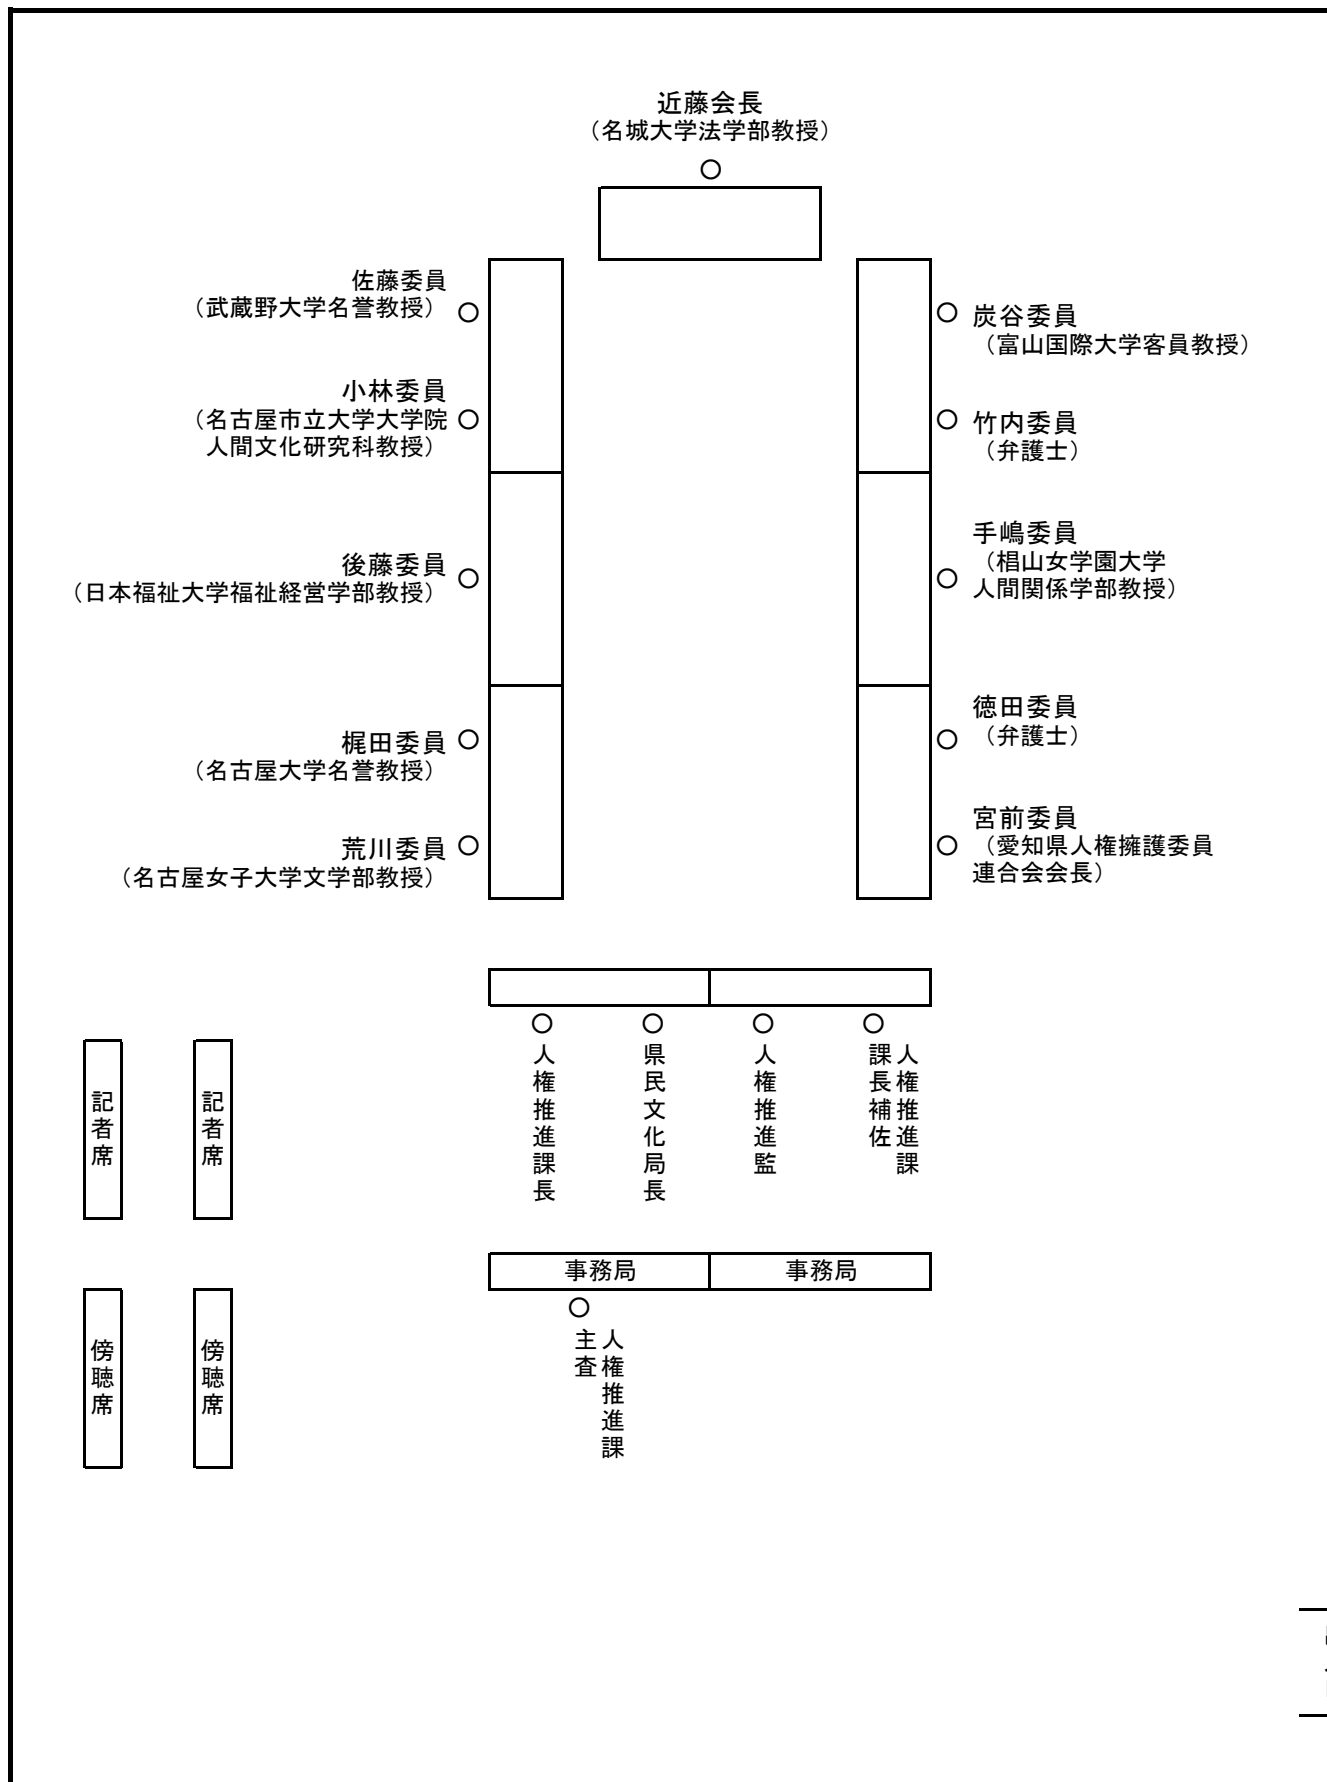 近藤会長
（名城大学法学部教授）
佐藤委員
（武蔵野大学名誉教授）
小林委員
（名古屋市立大学大学院
人間文化研究科教授）
後藤委員
（日本福祉大学福祉経営学部教授）
梶田委員
（名古屋大学名誉教授）
荒川委員
（名古屋女子大学文学部教授）
炭谷委員
（富山国際大学客員教授）
竹内委員
（弁護士）
手嶋委員
（椙山女学園大学
人間関係学部教授）
徳田委員
（弁護士）
宮前委員
（愛知県人権擁護委員
連合会会長）
人権推進課長
県民文化局長
人権推進監
人権推進課
課長補佐
記者席
記者席
事務局
事務局
人権推進課
主査
傍聴席
傍聴席